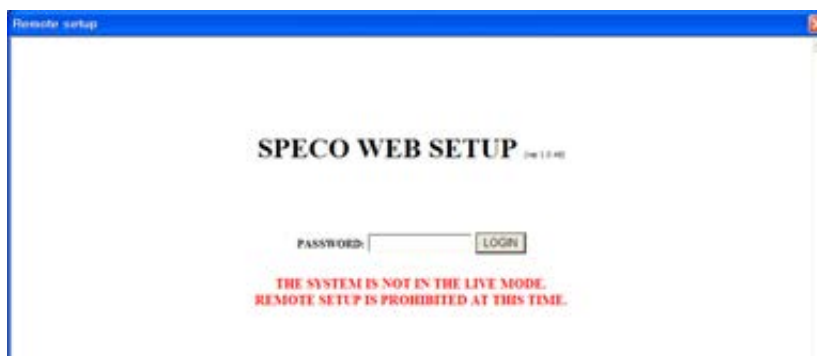 Remote setup
SPECO WEB SETUP
PASSWORD: LOGIN
THE SYSTEM IS NOT IN THE LIVE MODE.
REMOTE SETUP IS PROHIBITED AT THIS TIME.